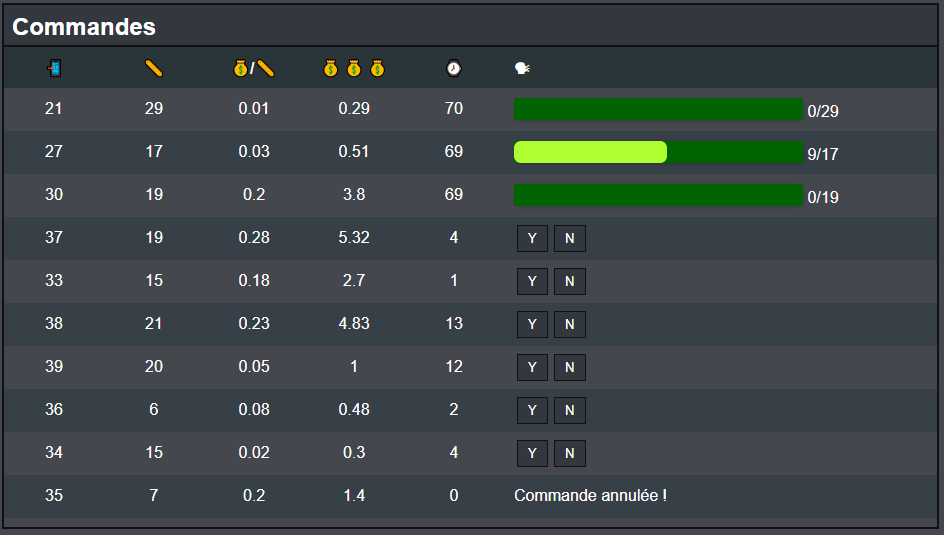 Commandes
/
21 29 0.01 0.29 70 0/29
27 17 0.03 0.51 69 9/17
30 19 0.2 3.8 69 0/19
37 19 0.28 5.32 4 Y N
33 15 0.18 2.7 1 Y N
38 21 0.23 4.83 13 Y N
39 20 0.05 1 12 Y N
36 6 0.08 0.48 2 Y N
34 15 0.02 0.3 4 Y N
35 7 0.2 1.4 0 Commande annulée !